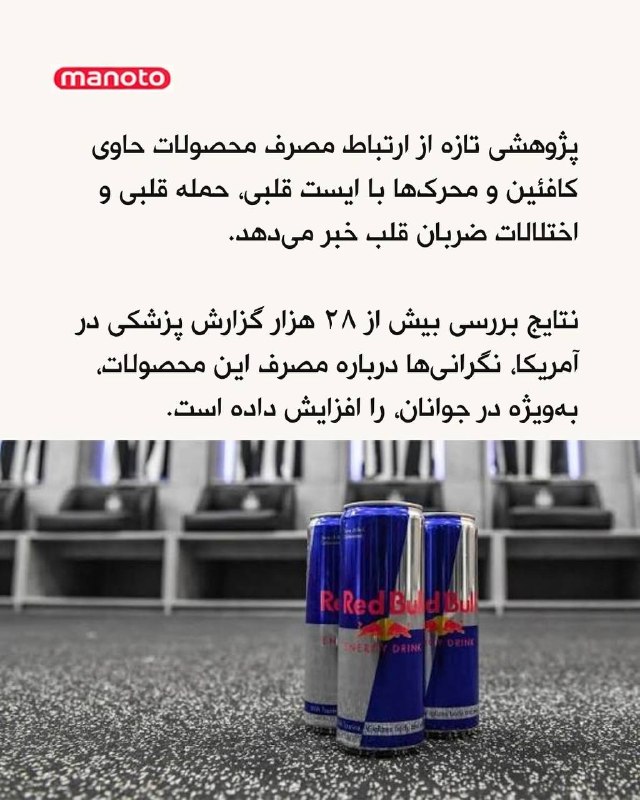 manoto
پژوهشی تازه از ارتباط مصرف محصولات حاوی
کافئین و محرک‌ها با ایست قلبی، حمله قلبی و
اختلالات ضربان قلب خبر می‌دهد.
نتایج بررسی بیش از ۲۸ هزار گزارش پزشکی در
آمریکا، نگرانی‌ها درباره مصرف این محصولات،
به‌ویژه در جوانان، را افزایش داده است.
Red Bull
ENERGY DRINK
d Bull
DRINK